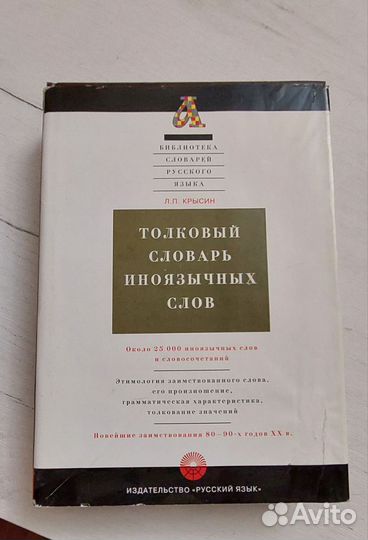 БИБЛИОТЕКА
СЛОВАРЕЙ
РУССКОГО
ЯЗЫКА
Л.П. КРЫСИН
ТОЛКОВЫЙ
СЛОВАРЬ
ИНОЯЗЫЧНЫХ
СЛОВ
Около 25 000 иноязычных слов
и словосочетаний
Этимология заимствованного слова,
его произношение,
грамматическая характеристика,
толкование значений
Новейшие заимствования 80—90-х годов XX в.
ИЗДАТЕЛЬСТВО «РУССКИЙ ЯЗЫК»
Avito